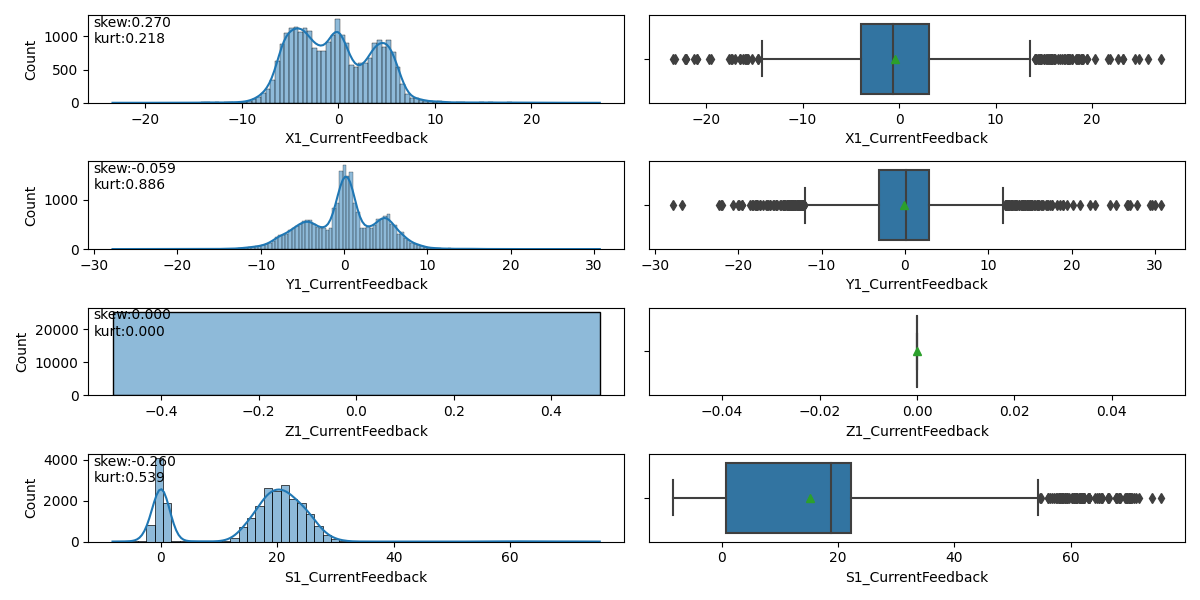 skew:0.270
kurt:0.218
Count
1000
500
0
−20
−10
0
10
20
X1_CurrentFeedback
−20
−10
0
10
20
X1_CurrentFeedback
skew:-0.059
kurt:0.886
Count
1000
0
−30
−20
−10
0
10
20
30
Y1_CurrentFeedback
−30
−20
−10
0
10
20
30
Y1_CurrentFeedback
skew:0.000
kurt:0.000
Count
20000
10000
0
−0.4
−0.2
0.0
0.2
0.4
Z1_CurrentFeedback
−0.04
−0.02
0.00
0.02
0.04
Z1_CurrentFeedback
skew:-0.260
kurt:0.539
Count
4000
2000
0
0
20
40
60
S1_CurrentFeedback
0
20
40
60
S1_CurrentFeedback